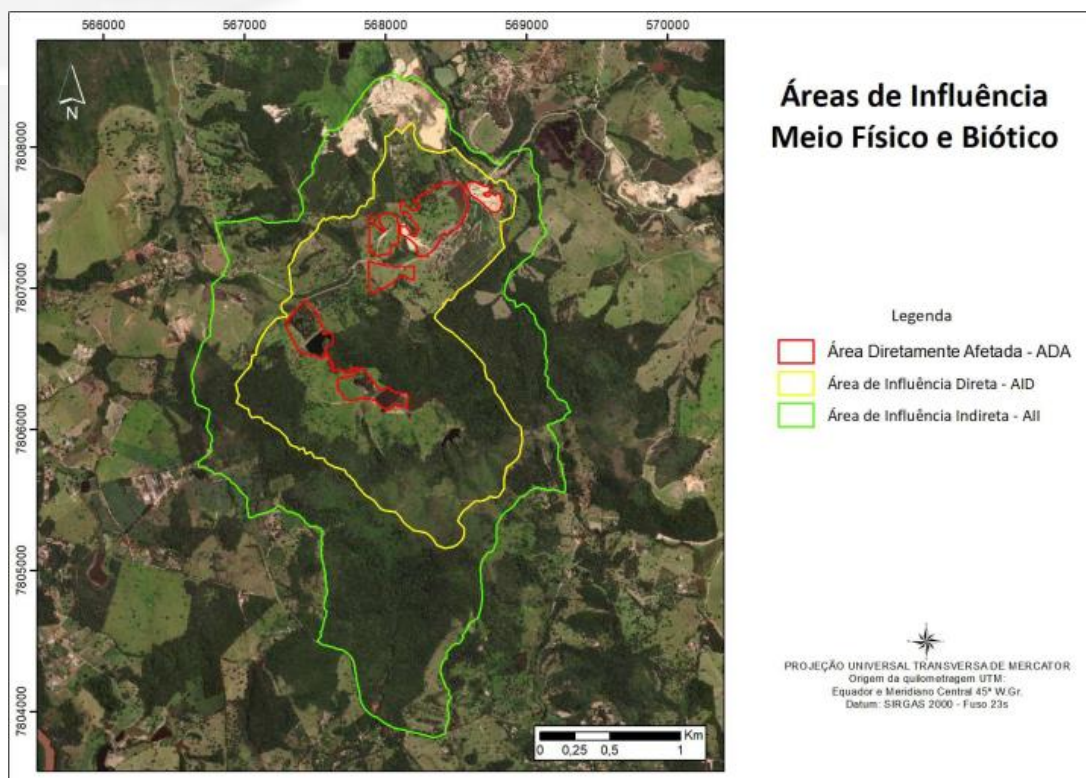 566000 567000 568000 569000 570000
7808000
7807000
7806000
7805000
7804000
N
Km
0 0,25 0,5 1
Áreas de Influência
Meio Físico e Biótico
Legenda
Área Diretamente Afetada - ADA
Área de Influência Direta - AID
Área de Influência Indireta - AII
PROJEÇÃO UNIVERSAL TRANSVERSA DE MERCATOR
Origem da quilometragem UTM:
Equador e Meridiano Central 45ª W.Gr.
Datum: SIRGAS 2000 - Fuso 23s